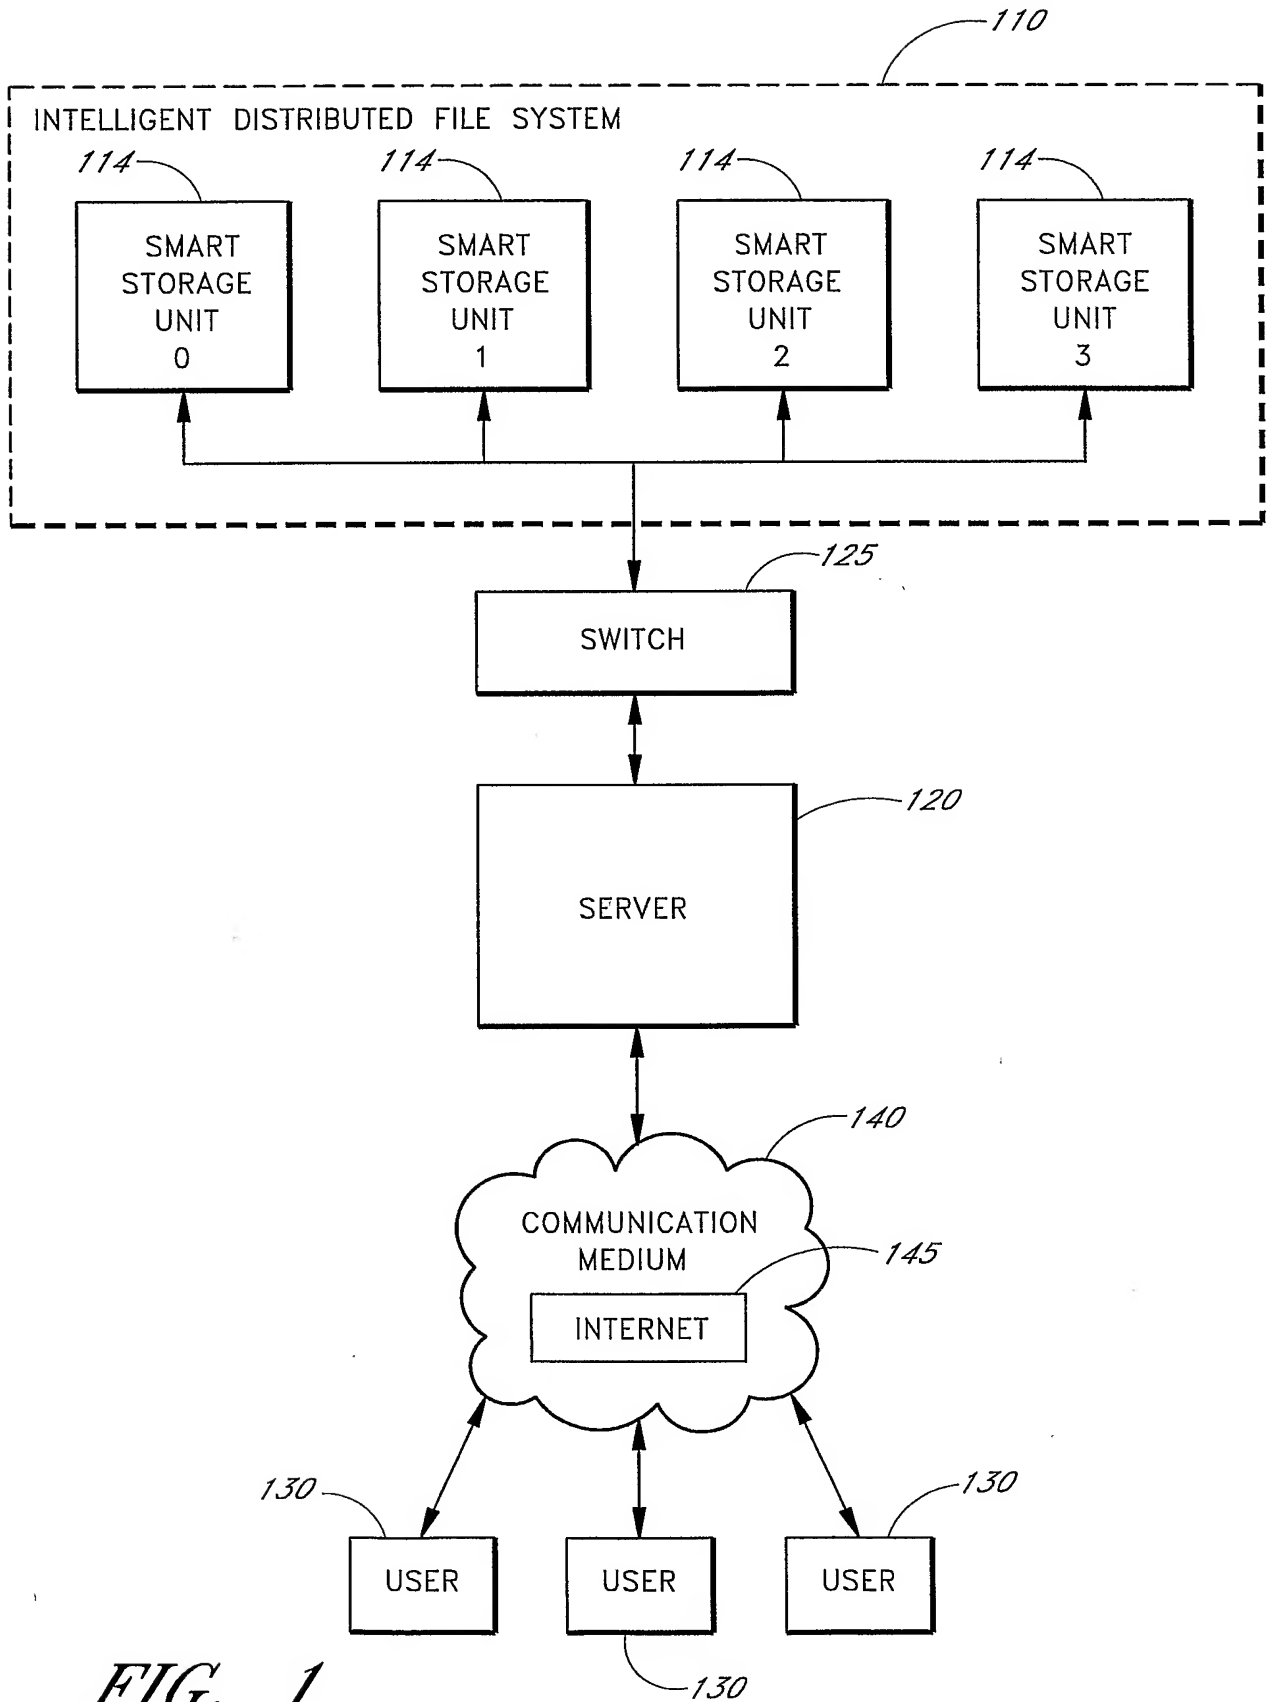 110
INTELLIGENT DISTRIBUTED FILE SYSTEM
114
114
114
114
SMART
STORAGE
UNIT
0
SMART
STORAGE
UNIT
1
SMART
STORAGE
UNIT
2
SMART
STORAGE
UNIT
3
125
SWITCH
120
SERVER
140
COMMUNICATION
MEDIUM
145
INTERNET
130
130
USER
USER
USER
130
FIG. 1